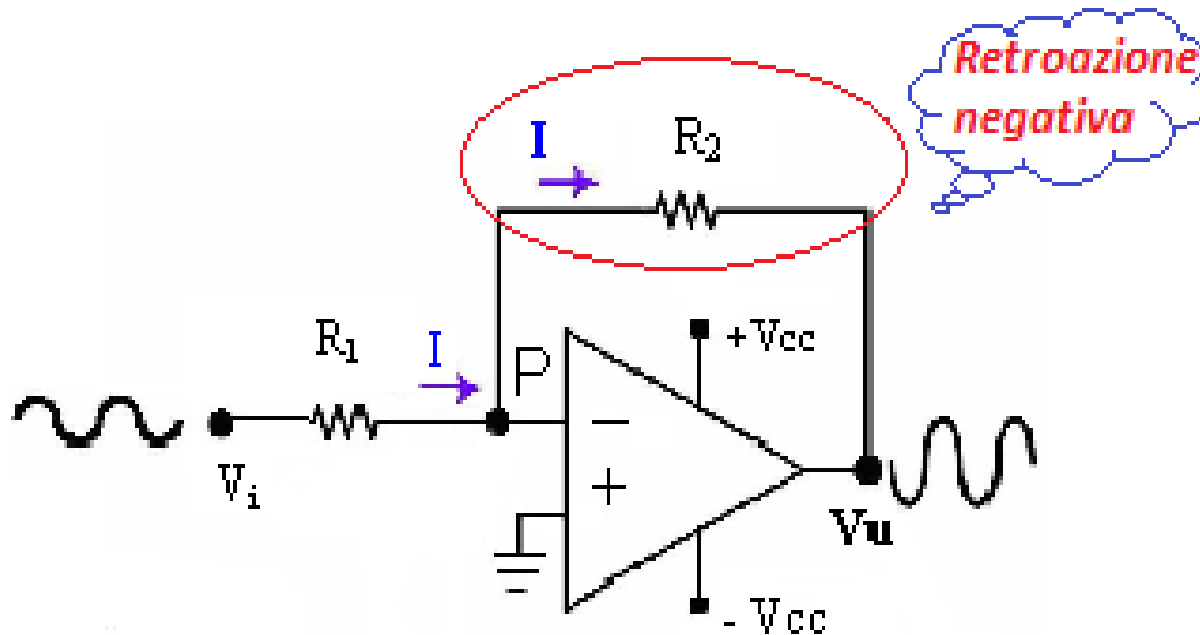 Retroazione
negativa
I
R₂
R₁
I
P
+Vcc
−
Vᵢ
+
Vu
- Vcc